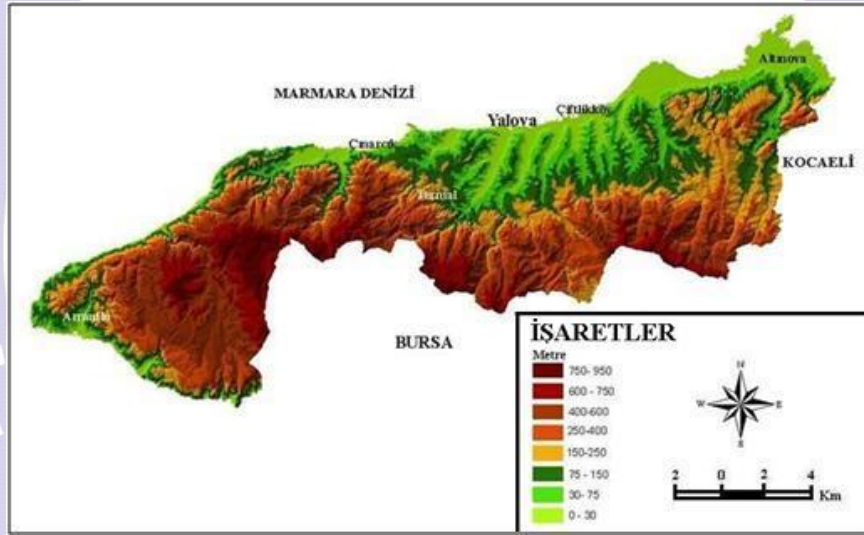 Altınova
MARMARA DENİZİ
Çiftlikköy
Yalova
Çınarcık
KOCAELİ
Termal
Armutlu
BURSA
İŞARETLER
Metre
750- 950
600 - 750
400-600
250-400
150-250
75 - 150
30- 75
0 - 30
N
W
E
S
2 0 2 4
Km